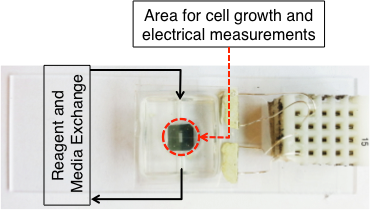 Area for cell growth and
electrical measurements
Reagent and
Media Exchange
15